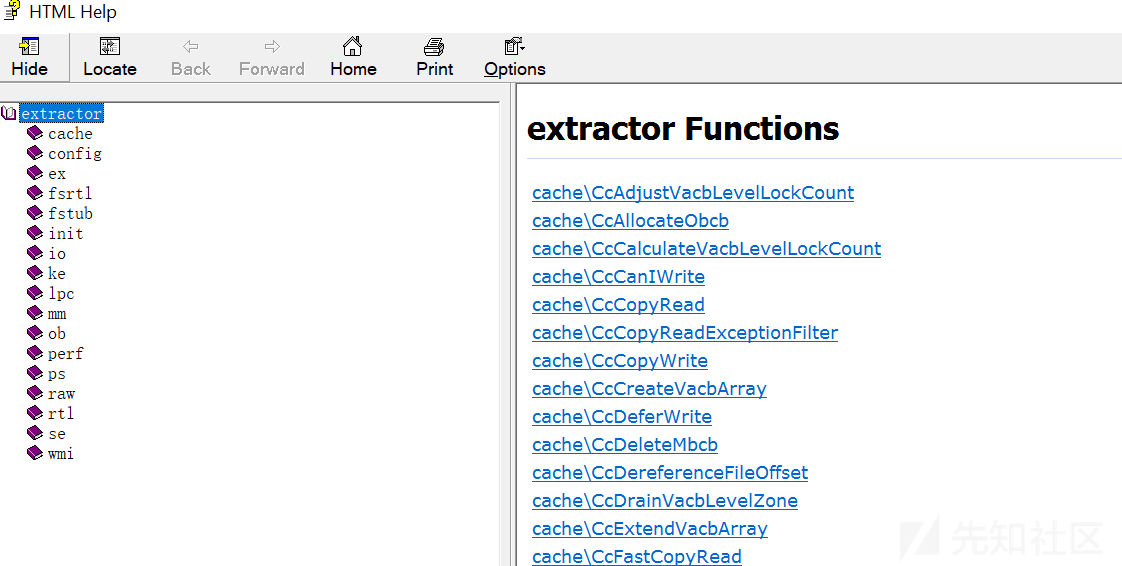 HTML Help
Hide Locate Back Forward Home Print Options
extractor
cache
config
ex
fsrtl
fstub
init
io
ke
lpc
mm
ob
perf
ps
raw
rtl
se
wmi
extractor Functions
cache\CcAdjustVacbLevelLockCount
cache\CcAllocateObcb
cache\CcCalculateVacbLevelLockCount
cache\CcCanIWrite
cache\CcCopyRead
cache\CcCopyReadExceptionFilter
cache\CcCopyWrite
cache\CcCreateVacbArray
cache\CcDeferWrite
cache\CcDeleteMbcb
cache\CcDereferenceFileOffset
cache\CcDrainVacbLevelZone
cache\CcExtendVacbArray
cache\CcFastCopyRead
先知社区